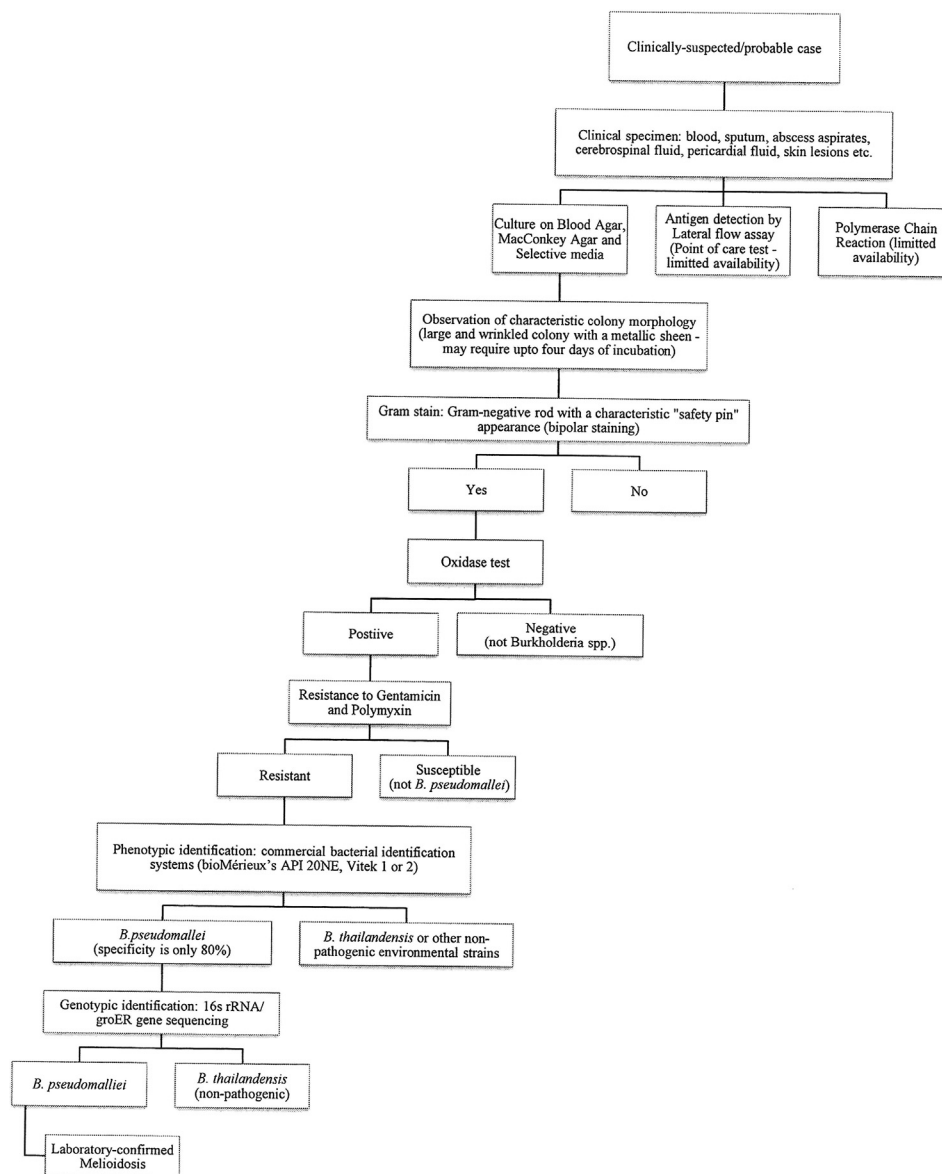 Clinically-suspected/probable case
Clinical specimen: blood, sputum, abscess aspirates,
cerebrospinal fluid, pericardial fluid, skin lesions etc.
Culture on Blood Agar,
MacConkey Agar and
Selective media
Antigen detection by
Lateral flow assay
(Point of care test -
limitted availability)
Polymerase Chain
Reaction (limitted
availability)
Observation of characteristic colony morphology
(large and wrinkled colony with a metallic sheen -
may require upto four days of incubation)
Gram stain: Gram-negative rod with a characteristic "safety pin"
appearance (bipolar staining)
Yes
No
Oxidase test
Postiive
Negative
(not Burkholderia spp.)
Resistance to Gentamicin
and Polymyxin
Resistant
Susceptible
(not B. pseudomallei)
Phenotypic identification: commercial bacterial identification
systems (bioMérieux's API 20NE, Vitek 1 or 2)
B.pseudomallei
(specificity is only 80%)
B. thailandensis or other non-
pathogenic environmental strains
Genotypic identification: 16s rRNA/
groER gene sequencing
B. pseudomalliei
B. thailandensis
(non-pathogenic)
Laboratory-confirmed
Melioidosis